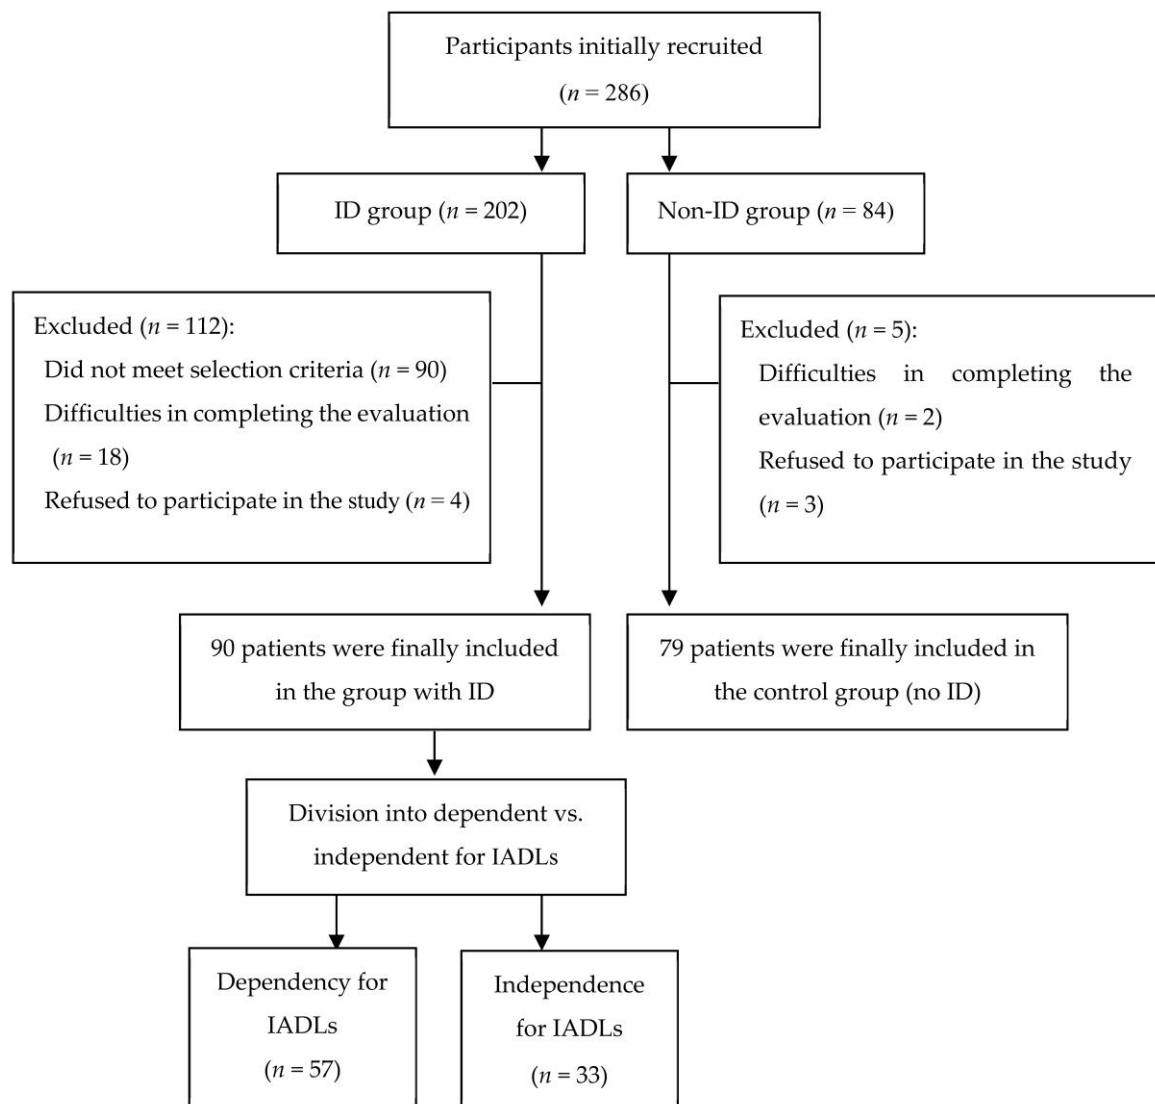 Participants initially recruited
(n = 286)
ID group (n = 202)
Non-ID group (n = 84)
Excluded (n = 112):
Did not meet selection criteria (n = 90)
Difficulties in completing the evaluation
(n = 18)
Refused to participate in the study (n = 4)
Excluded (n = 5):
Difficulties in completing the
evaluation (n = 2)
Refused to participate in the study
(n = 3)
90 patients were finally included
in the group with ID
79 patients were finally included in
the control group (no ID)
Division into dependent vs.
independent for IADLs
Dependency for
IADLs
(n = 57)
Independence
for IADLs
(n = 33)